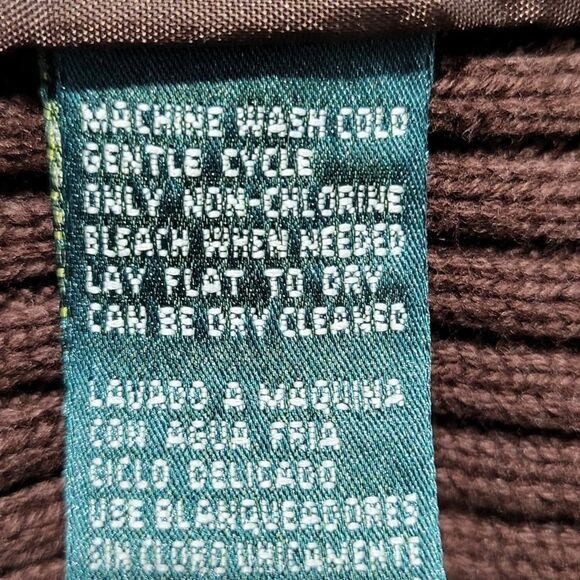 MACHINE WASH COLD
GENTLE CYCLE
ONLY NON-CHLORINE
BLEACH WHEN NEEDED
LAY FLAT TO DRY
CAN BE DRY CLEANED
LAVADO A MAQUINA
CON AGUA FRIA
CICLO DELICADO
USE BLANQUEADORES
SIN CLORO UNICAMENTE